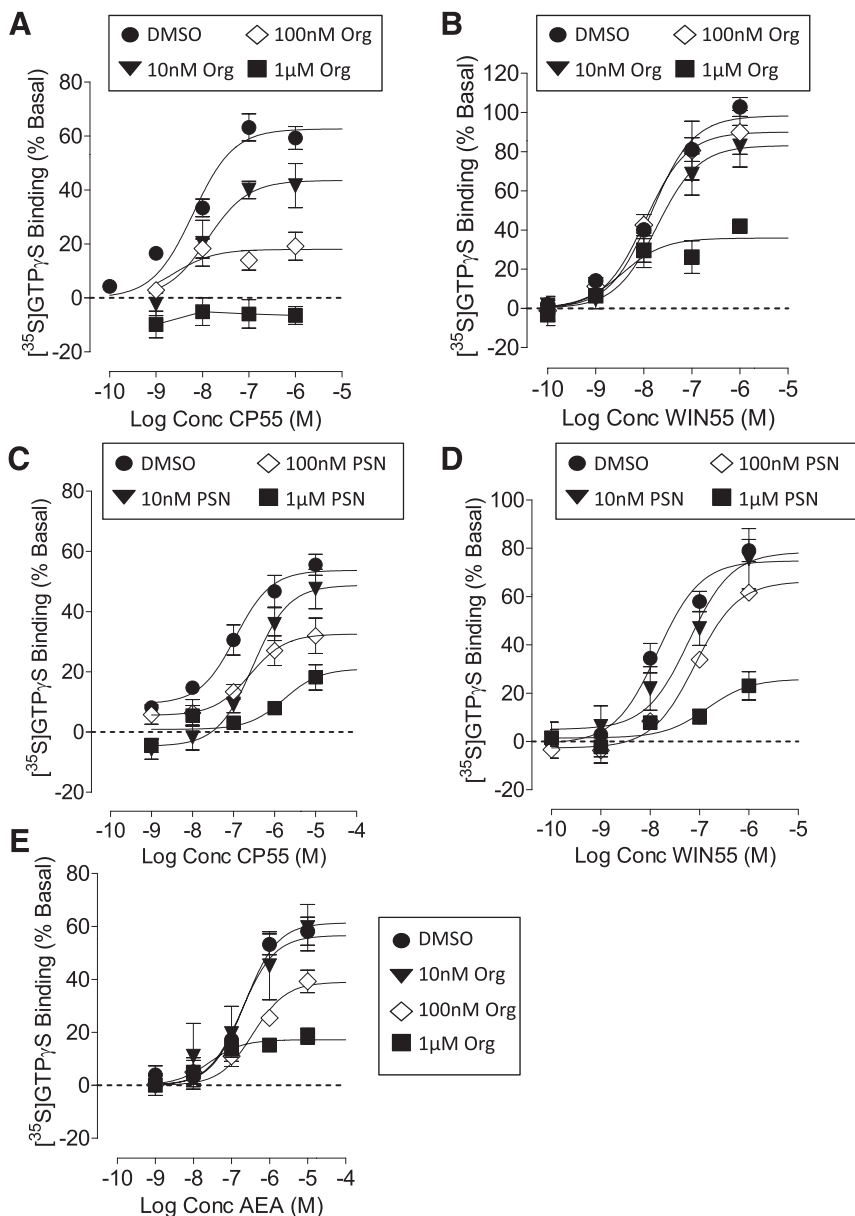 A
DMSO 100nM Org
10nM Org 1μM Org
80
60
40
20
0
-20
[³⁵S]GTPγS Binding (% Basal)
-10 -9 -8 -7 -6 -5
Log Conc CP55 (M)
B
DMSO 100nM Org
10nM Org 1μM Org
120
100
80
60
40
20
0
-20
[³⁵S]GTPγS Binding (% Basal)
-10 -9 -8 -7 -6 -5
Log Conc WIN55 (M)
C
DMSO 100nM PSN
10nM PSN 1μM PSN
80
60
40
20
0
-20
[³⁵S]GTPγS Binding (% Basal)
-10 -9 -8 -7 -6 -5 -4
Log Conc CP55 (M)
D
DMSO 100nM PSN
10nM PSN 1μM PSN
100
80
60
40
20
0
-20
[³⁵S]GTPγS Binding (% Basal)
-10 -9 -8 -7 -6 -5
Log Conc WIN55 (M)
E
80
60
40
20
0
-20
[³⁵S]GTPγS Binding (% Basal)
-10 -9 -8 -7 -6 -5 -4
Log Conc AEA (M)
DMSO
10nM Org
100nM Org
1μM Org